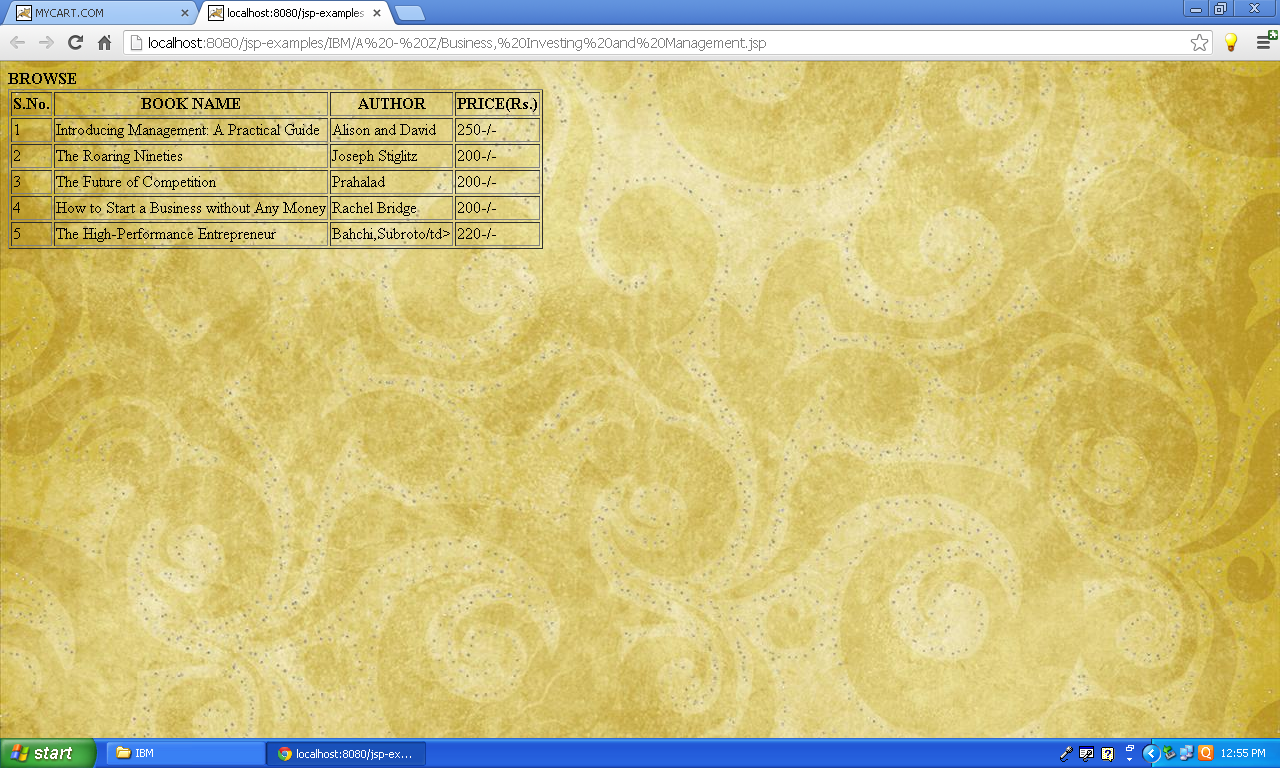 MYCART.COM
localhost:8080/jsp-examples
localhost:8080/jsp-examples/IBM/A%20-%20Z/Business,%20Investing%20and%20Management.jsp
BROWSE
S.No. BOOK NAME AUTHOR PRICE(Rs.)
1 Introducing Management: A Practical Guide Alison and David 250-/-
2 The Roaring Nineties Joseph Stiglitz 200-/-
3 The Future of Competition Prahalad 200-/-
4 How to Start a Business without Any Money Rachel Bridge 200-/-
5 The High-Performance Entrepreneur Bahchi,Subroto/td> 220-/-
start IBM localhost:8080/jsp-ex... 12:55 PM